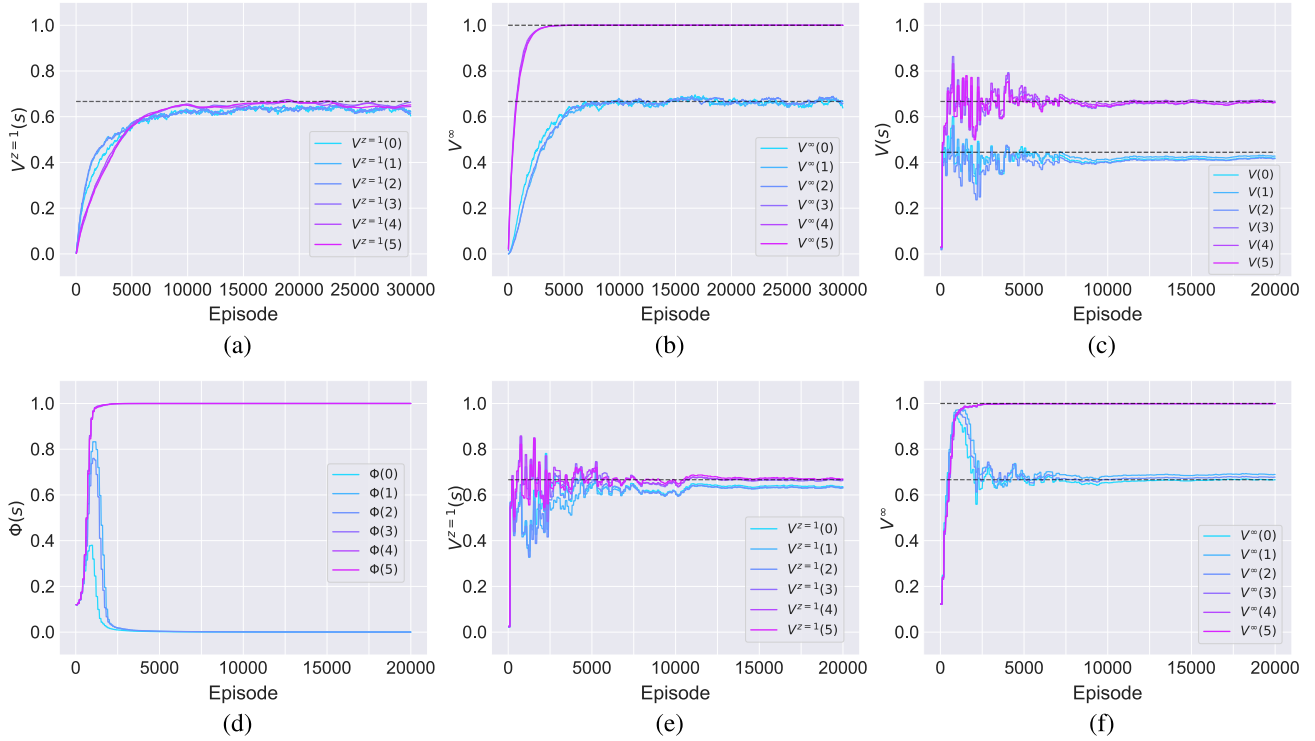 1.0
0.8
0.6
0.4
0.2
0.0
V^{z=1}(s)
V^{z=1}(0)
V^{z=1}(1)
V^{z=1}(2)
V^{z=1}(3)
V^{z=1}(4)
V^{z=1}(5)
0 5000 10000 15000 20000 25000 30000
Episode
(a)
1.0
0.8
0.6
0.4
0.2
0.0
V^∞
V^∞(0)
V^∞(1)
V^∞(2)
V^∞(3)
V^∞(4)
V^∞(5)
0 5000 10000 15000 20000 25000 30000
Episode
(b)
1.0
0.8
0.6
0.4
0.2
0.0
V(s)
V(0)
V(1)
V(2)
V(3)
V(4)
V(5)
0 5000 10000 15000 20000
Episode
(c)
1.0
0.8
0.6
0.4
0.2
0.0
Φ(s)
Φ(0)
Φ(1)
Φ(2)
Φ(3)
Φ(4)
Φ(5)
0 5000 10000 15000 20000
Episode
(d)
1.0
0.8
0.6
0.4
0.2
0.0
V^{z=1}(s)
V^{z=1}(0)
V^{z=1}(1)
V^{z=1}(2)
V^{z=1}(3)
V^{z=1}(4)
V^{z=1}(5)
0 5000 10000 15000 20000
Episode
(e)
1.0
0.8
0.6
0.4
0.2
0.0
V^∞
V^∞(0)
V^∞(1)
V^∞(2)
V^∞(3)
V^∞(4)
V^∞(5)
0 5000 10000 15000 20000
Episode
(f)